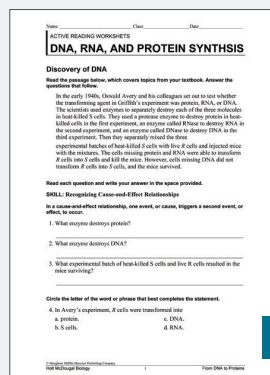 Name Class Date
ACTIVE READING WORKSHEETS
DNA, RNA, AND PROTEIN SYNTHSIS
Discovery of DNA
Read the passage below, which covers topics from your textbook. Answer the
questions that follow.
In the early 1940s, Oswald Avery and his colleagues set out to test whether
the transforming agent in Griffith's experiment was protein, RNA, or DNA.
The scientists used enzymes to separately destroy each of the three molecules
in heat-killed S cells. They used a protease enzyme to destroy protein in heat-
killed cells in the first experiment, an enzyme called RNase to destroy RNA in
the second experiment, and an enzyme called DNase to destroy DNA in the
third experiment. Then they separately mixed the three
experimental batches of heat-killed S cells with live R cells and injected mice
with the mixtures. The cells missing protein and RNA were able to transform
R cells into S cells and kill the mice. However, cells missing DNA did not
transform R cells into S cells, and the mice survived.
Read each question and write your answer in the space provided.
SKILL: Recognizing Cause-and-Effect Relationships
In a cause-and-effect relationship, one event, or cause, triggers a second event, or
effect, to occur.
1. What enzyme destroys protein?
2. What enzyme destroys DNA?
3. What experimental batch of heat-killed S cells and live R cells resulted in the
mice surviving?
Circle the letter of the word or phrase that best completes the statement.
4. In Avery's experiment, R cells were transformed into
a. protein. c. DNA.
b. S cells. d. RNA.
© Houghton Mifflin Harcourt Publishing Company
Holt McDougal Biology 1 From DNA to Proteins